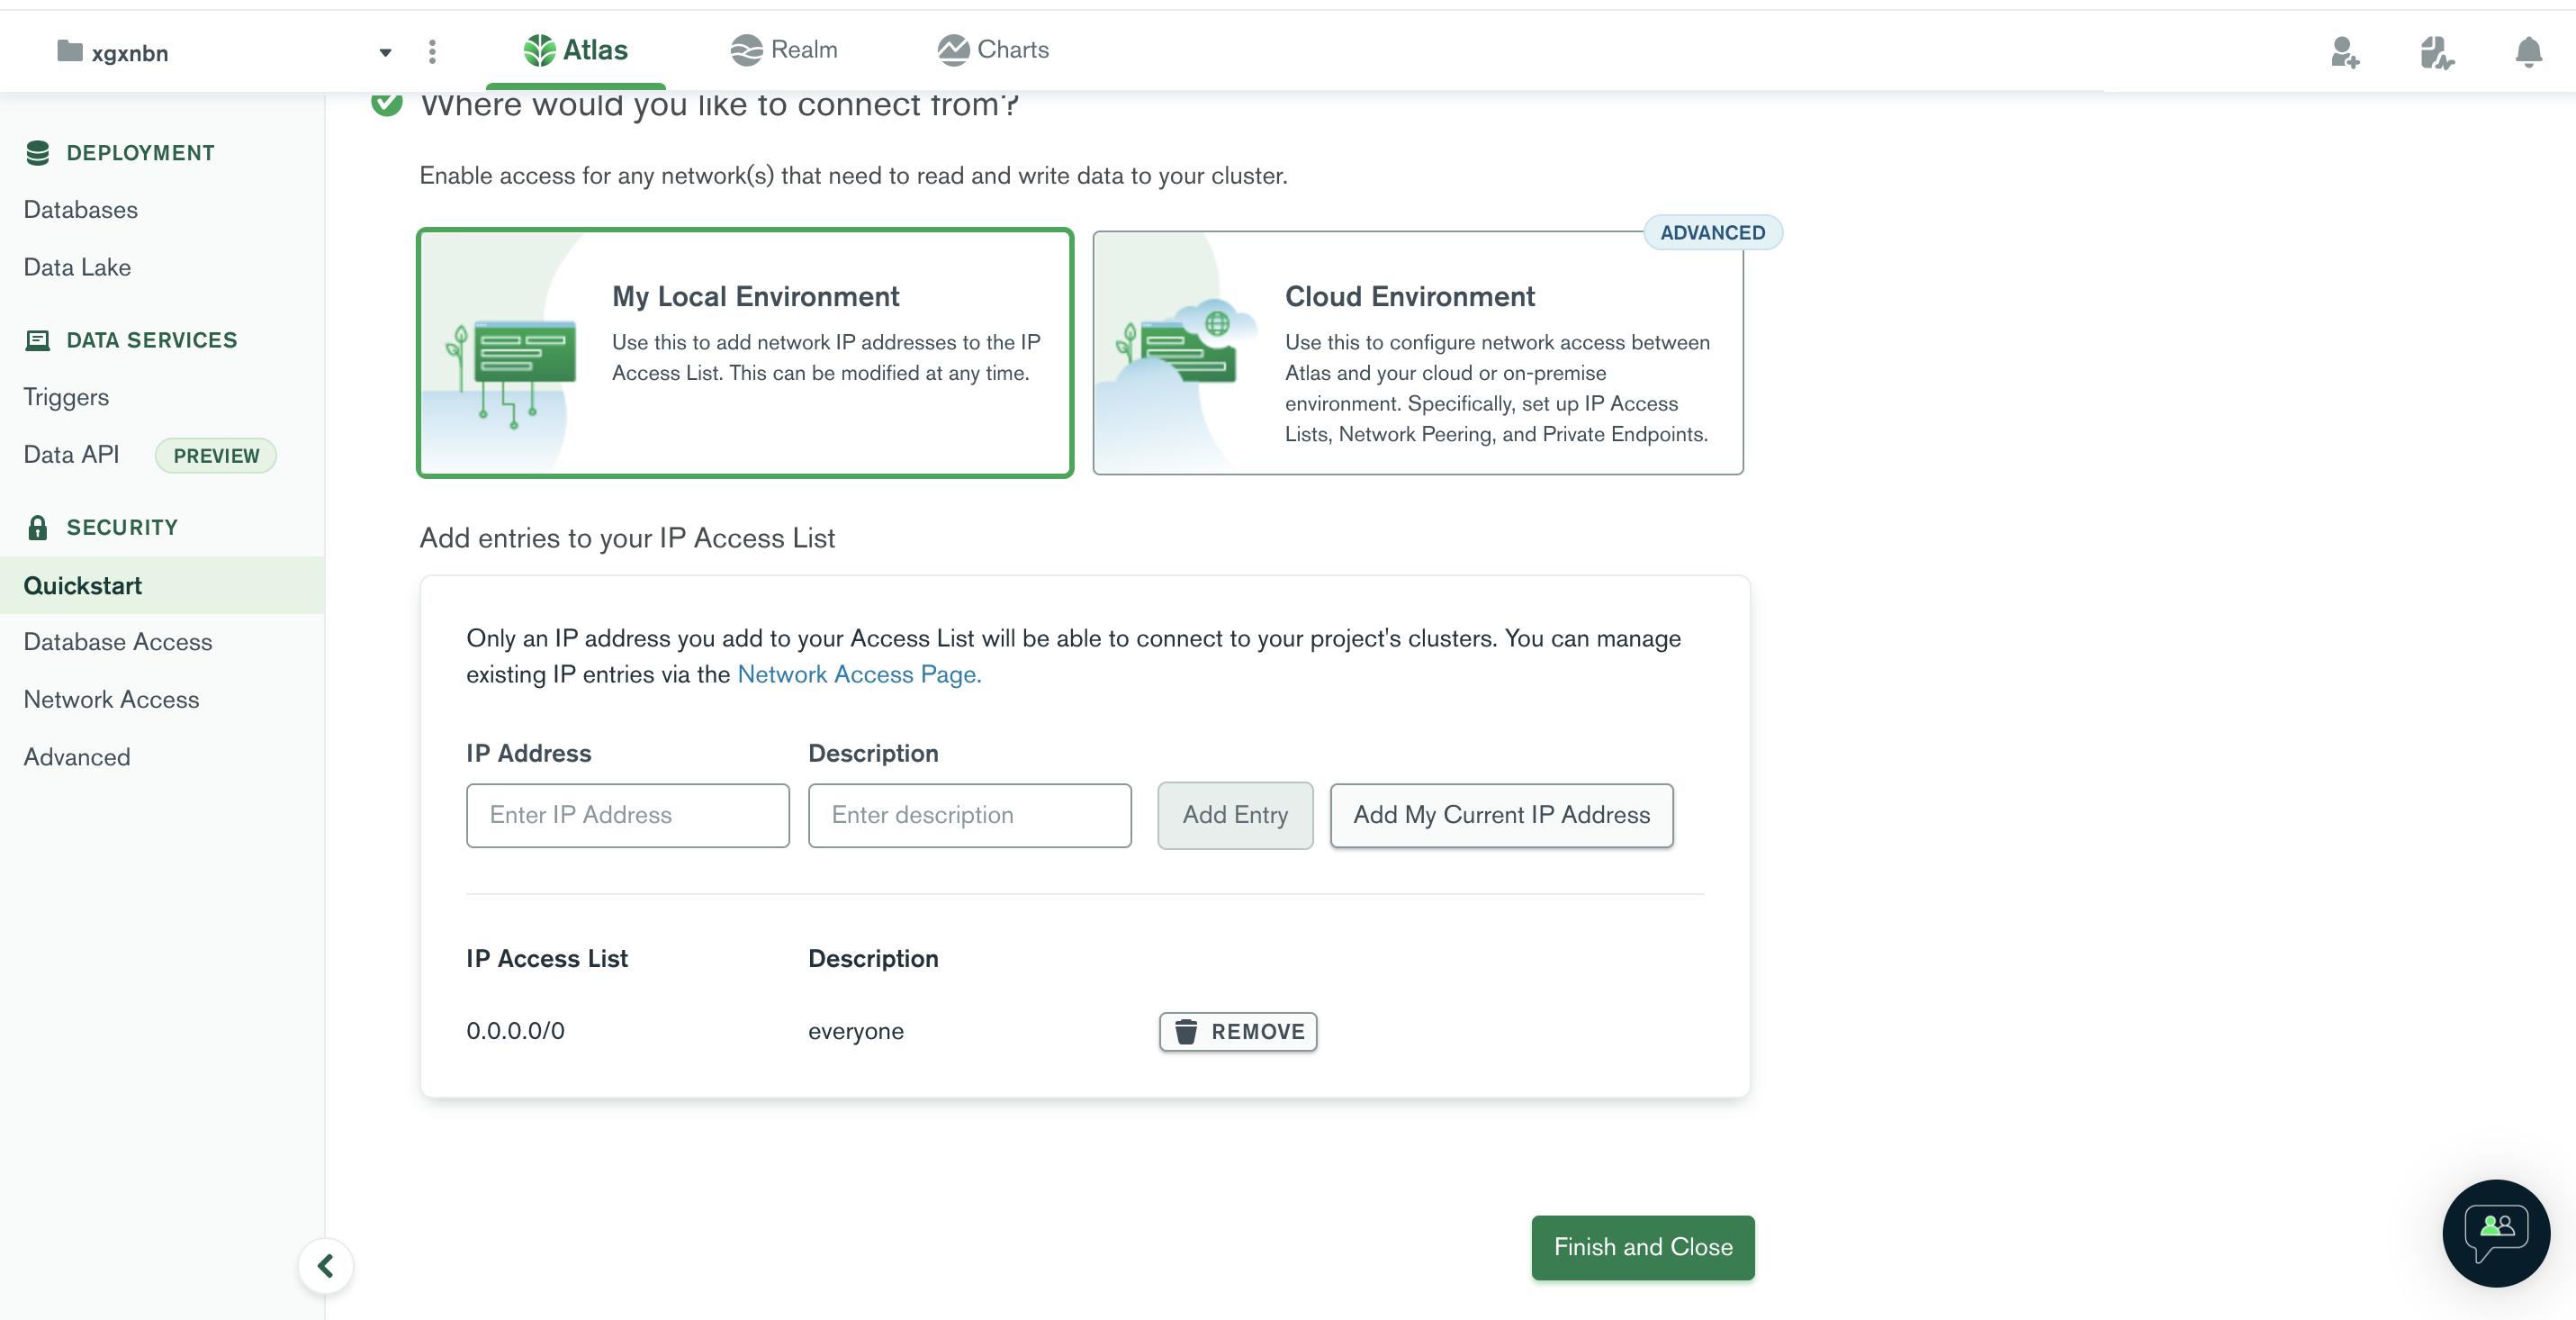 xgxnbn
Atlas
Realm
Charts
Where would you like to connect from?
DEPLOYMENT
Databases
Data Lake
DATA SERVICES
Triggers
Data API
PREVIEW
SECURITY
Quickstart
Database Access
Network Access
Advanced
Enable access for any network(s) that need to read and write data to your cluster.
My Local Environment
Use this to add network IP addresses to the IP
Access List. This can be modified at any time.
ADVANCED
Cloud Environment
Use this to configure network access between
Atlas and your cloud or on-premise
environment. Specifically, set up IP Access
Lists, Network Peering, and Private Endpoints.
Add entries to your IP Access List
Only an IP address you add to your Access List will be able to connect to your project's clusters. You can manage
existing IP entries via the Network Access Page.
IP Address
Description
Enter IP Address
Enter description
Add Entry
Add My Current IP Address
IP Access List
Description
0.0.0.0/0
everyone
REMOVE
Finish and Close